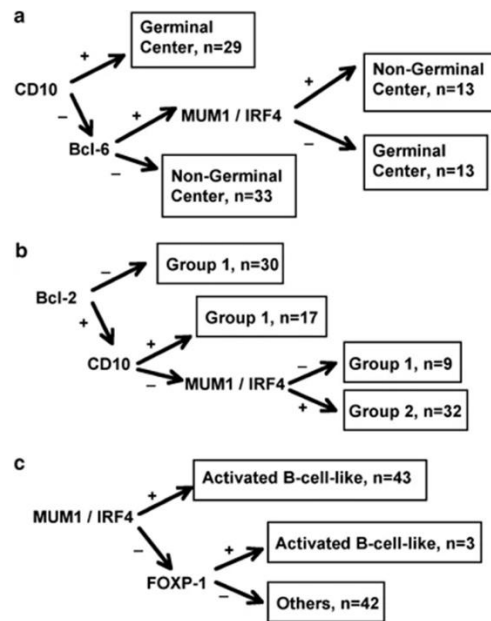 a
Germinal
Center, n=29
+
CD10
–
Bcl-6
+
MUM1 / IRF4
+
Non-Germinal
Center, n=13
–
Germinal
Center, n=13
–
Non-Germinal
Center, n=33
b
Bcl-2
–
Group 1, n=30
+
CD10
+
Group 1, n=17
–
MUM1 / IRF4
–
Group 1, n=9
+
Group 2, n=32
c
MUM1 / IRF4
+
Activated B-cell-like, n=43
–
FOXP-1
+
Activated B-cell-like, n=3
–
Others, n=42